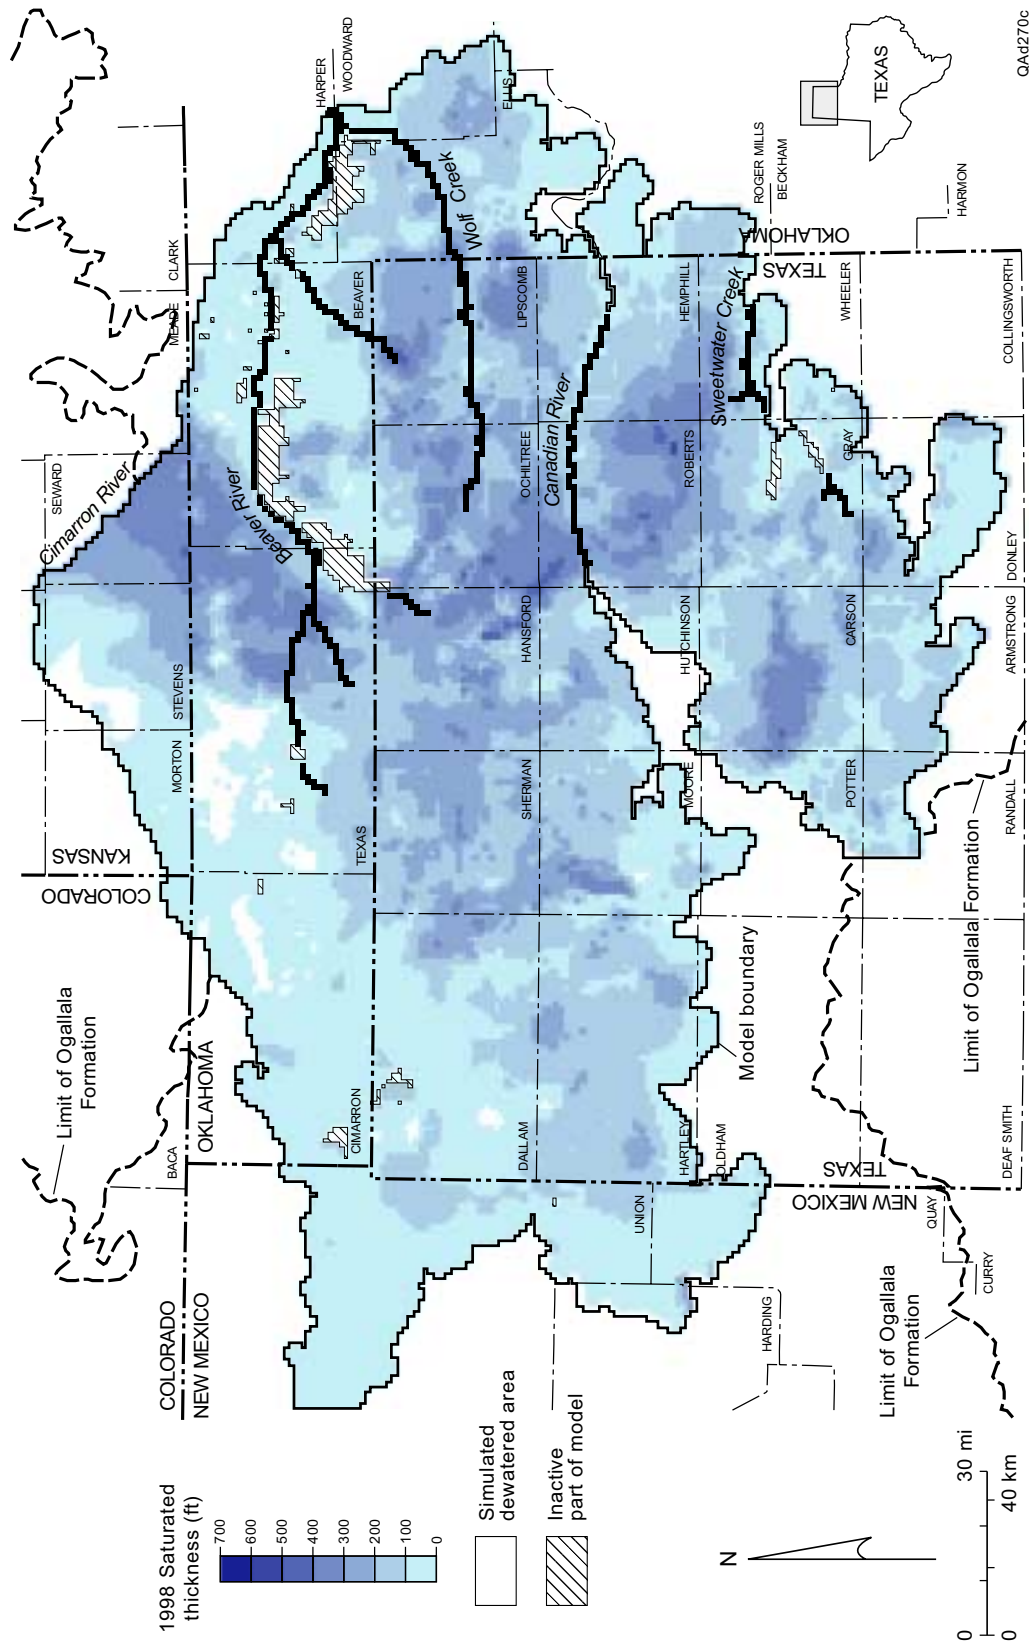 COLORADO
NEW MEXICO
Limit of Ogallala
Formation
BACA
OKLAHOMA
CIMARRON
COLORADO
KANSAS
MORTON
STEVENS
SEWARD
Cimarron River
MEADE
CLARK
HARPER
WOODWARD
ELLIS
TEXAS
Beaver River
BEAVER
Wolf Creek
DALLAM
SHERMAN
HANSFORD
OCHILTREE
LIPSCOMB
Canadian River
UNION
HARTLEY
OLDHAM
MOORE
HUTCHINSON
ROBERTS
HEMPHILL
Sweetwater Creek
Model boundary
HARDING
NEW MEXICO
TEXAS
POTTER
CARSON
GRAY
WHEELER
TEXAS
OKLAHOMA
ROGER MILLS
BECKHAM
HARMON
QUAY
CURRY
DEAF SMITH
RANDALL
ARMSTRONG
DONLEY
COLLINGSWORTH
Limit of Ogallala
Formation
Limit of Ogallala Formation
1998 Saturated
thickness (ft)
700
600
500
400
300
200
100
0
Simulated
dewatered area
Inactive
part of model
N
0 30 mi
0 40 km
TEXAS
QAd270c